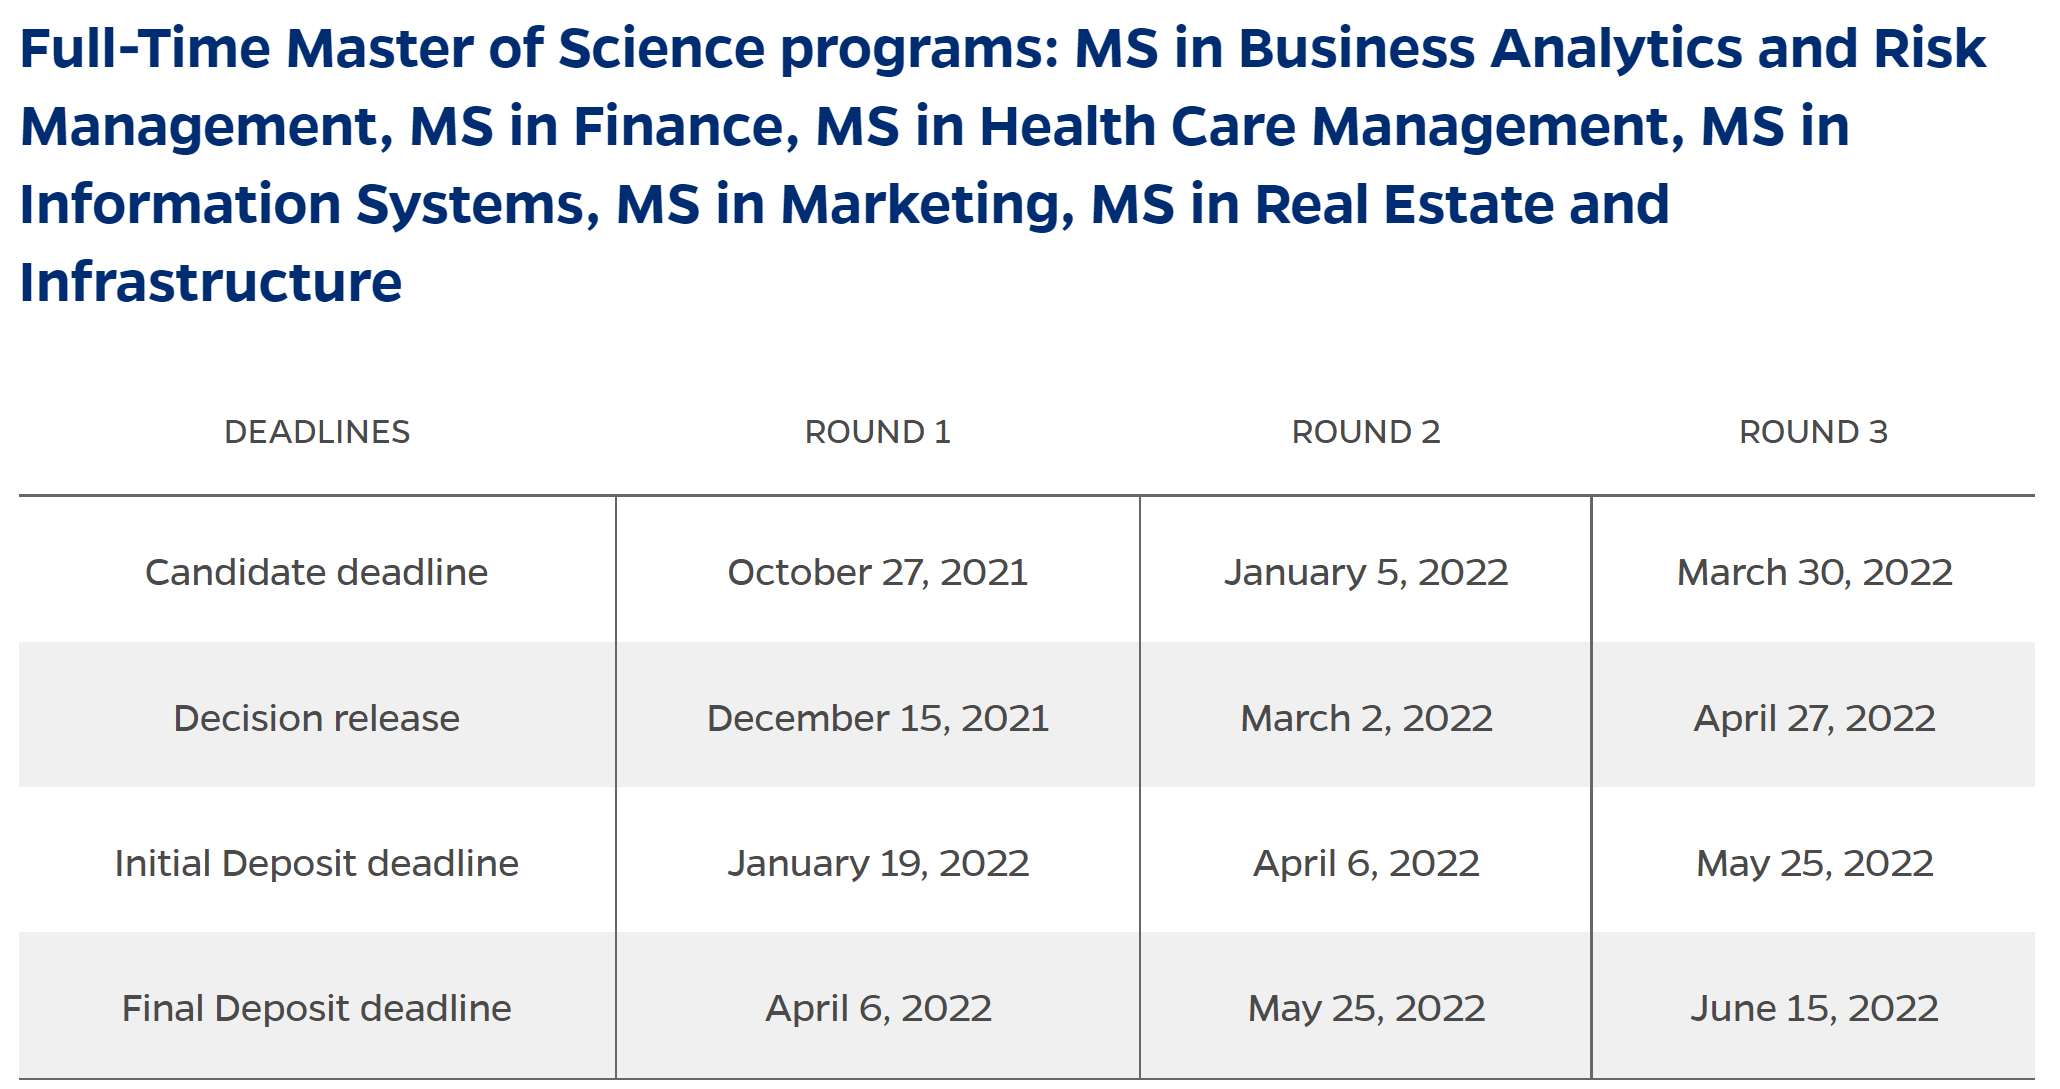 Full-Time Master of Science programs: MS in Business Analytics and Risk
Management, MS in Finance, MS in Health Care Management, MS in
Information Systems, MS in Marketing, MS in Real Estate and
Infrastructure
DEADLINES ROUND 1 ROUND 2 ROUND 3
Candidate deadline October 27, 2021 January 5, 2022 March 30, 2022
Decision release December 15, 2021 March 2, 2022 April 27, 2022
Initial Deposit deadline January 19, 2022 April 6, 2022 May 25, 2022
Final Deposit deadline April 6, 2022 May 25, 2022 June 15, 2022